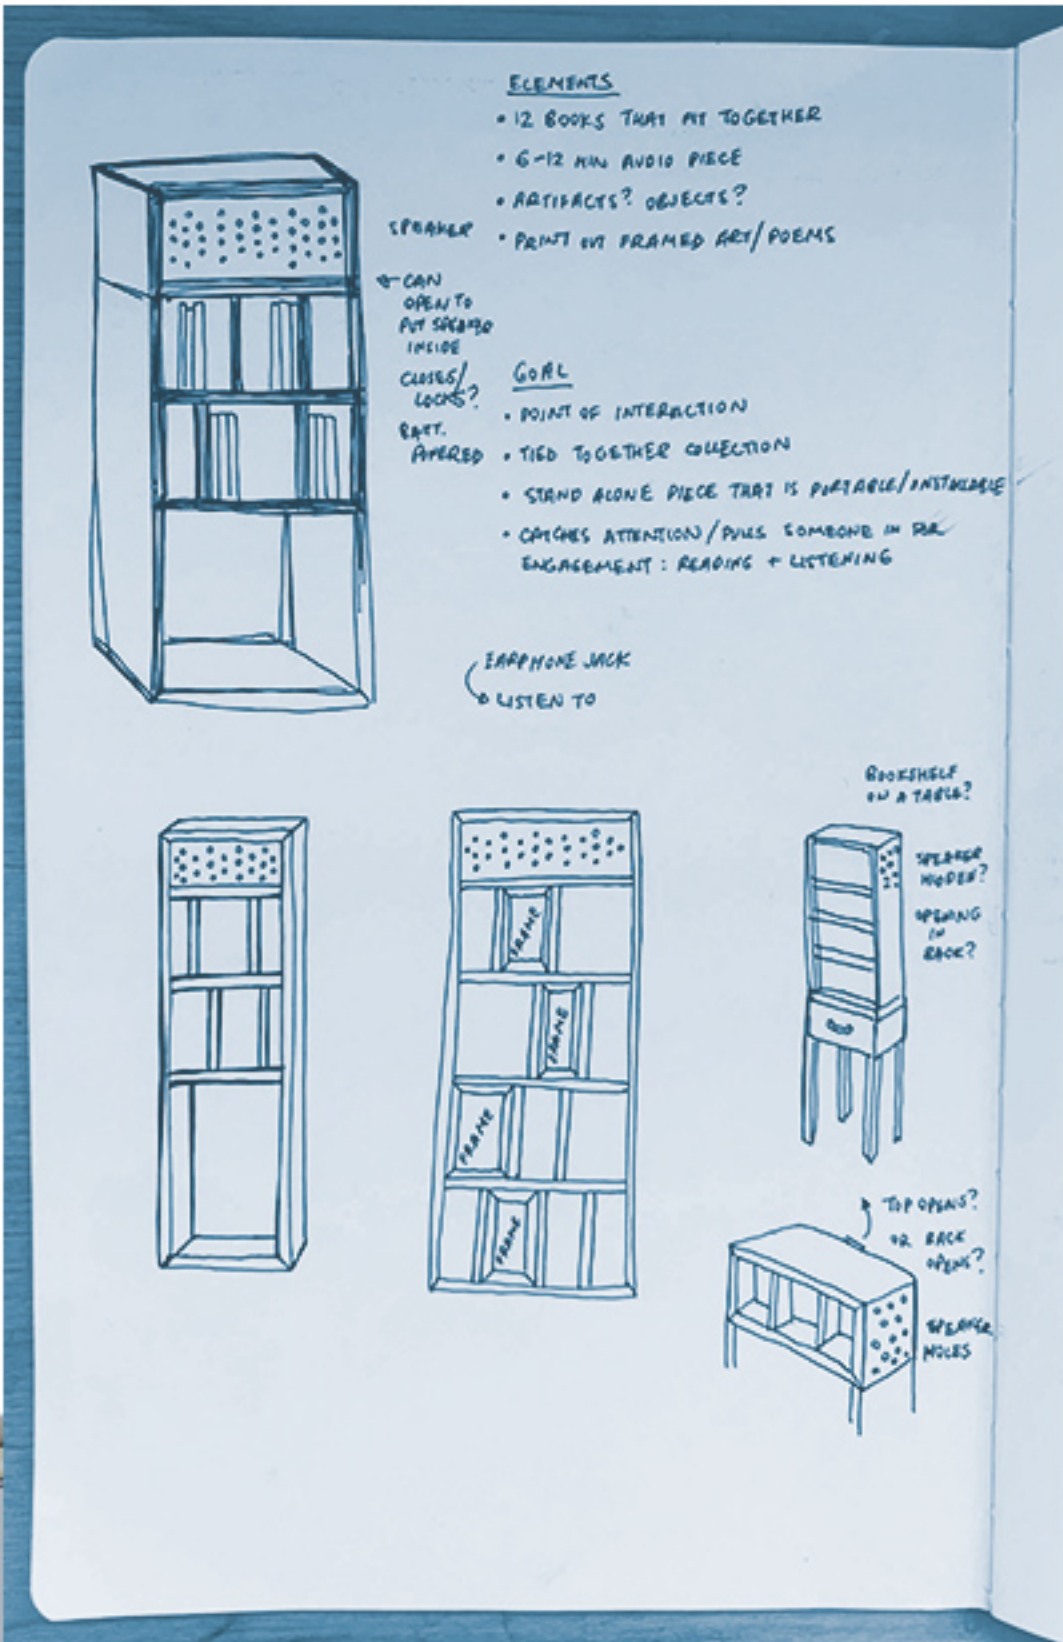 ELEMENTS
• 12 BOOKS THAT FIT TOGETHER
• 6-12 MIN AUDIO PIECE
• ARTIFACTS? OBJECTS?
• PRINT OUT FRAMED ART/POEMS
SPEAKER
← CAN
OPEN TO
PUT SPEAKER
INSIDE
CLOSES/
LOCKS?
BATT.
POWERED
GOAL
• POINT OF INTERACTION
• TIED TOGETHER COLLECTION
• STAND ALONE PIECE THAT IS PORTABLE/INSTALLABLE
• CATCHES ATTENTION/PULLS SOMEONE IN FOR
ENGAGEMENT: READING + LISTENING
EARPHONE JACK
LISTEN TO
FRAME
FRAME
FRAME
FRAME
BOOKSHELF
ON A TABLE?
SPEAKER
HIDDEN?
OPENING
IN
BACK?
TOP OPENS?
OR BACK
OPENS?
SPEAKER
HOLES